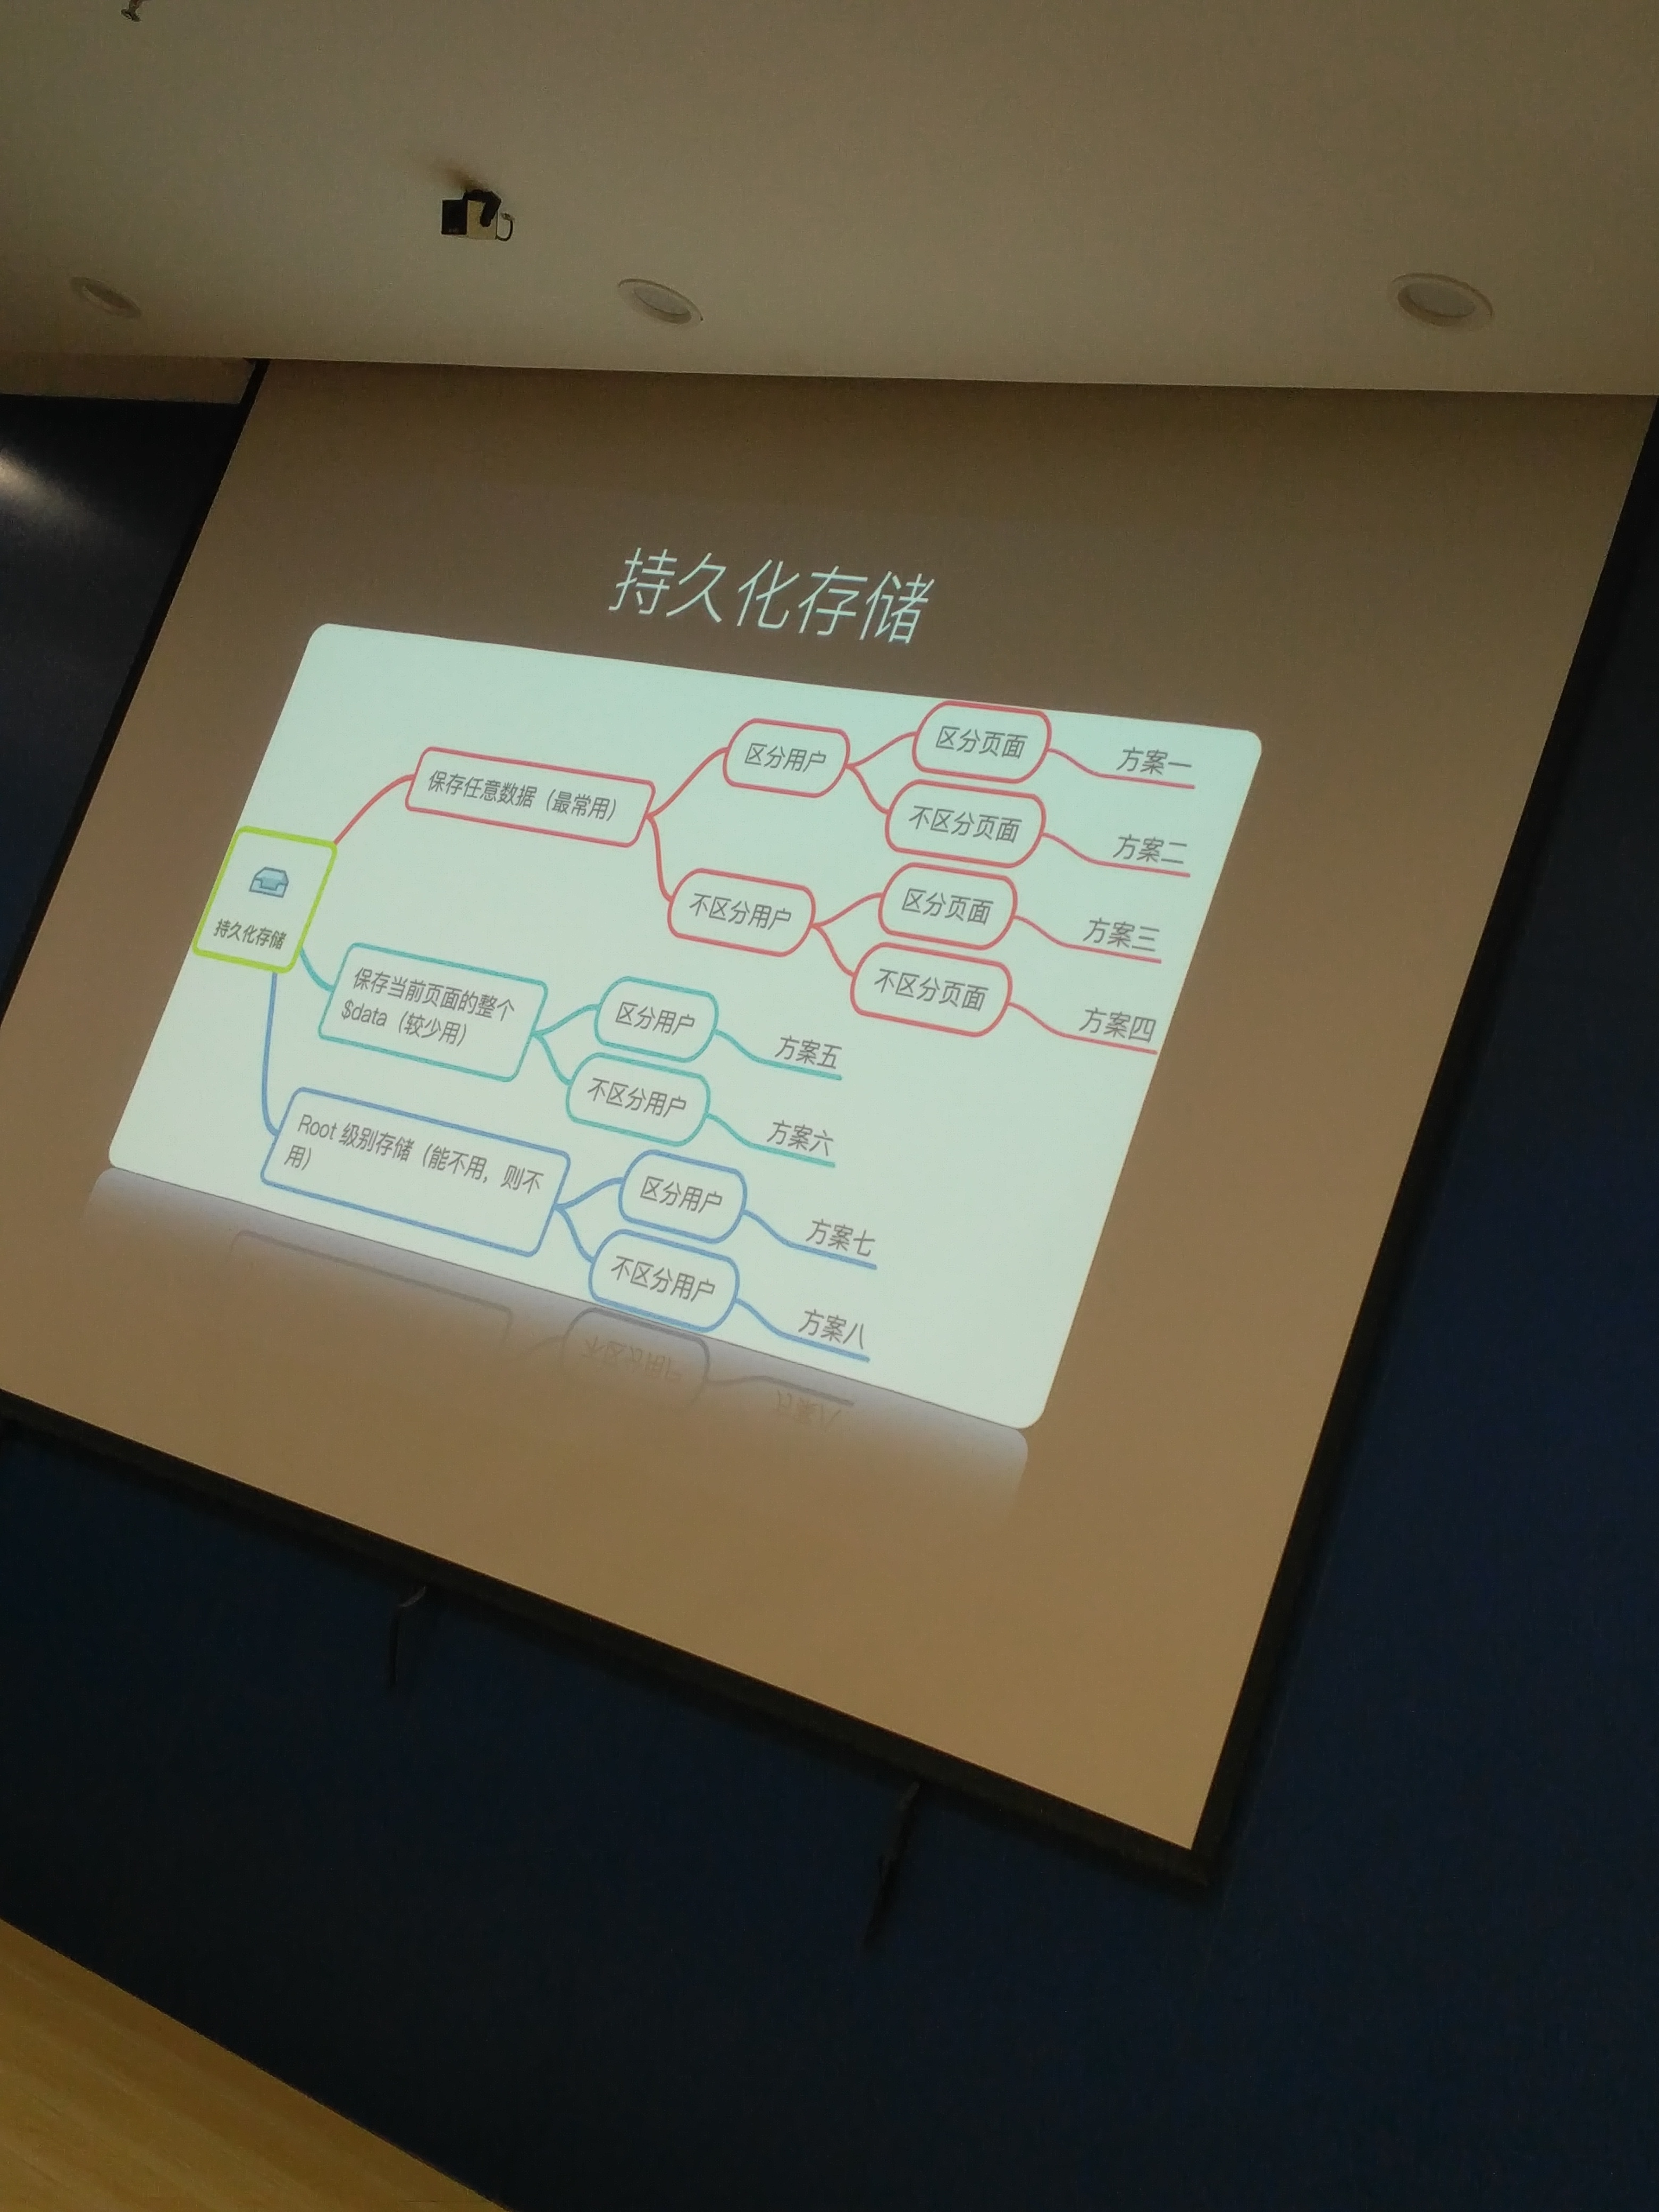 持久化存储
持久化存储
保存任意数据（最常用）
区分用户
区分页面
方案一
不区分页面
方案二
不区分用户
区分页面
方案三
不区分页面
方案四
保存当前页面的整个
$data（较少用）
区分用户
方案五
不区分用户
方案六
Root 级别存储（能不用，则不
用）
区分用户
方案七
不区分用户
方案八